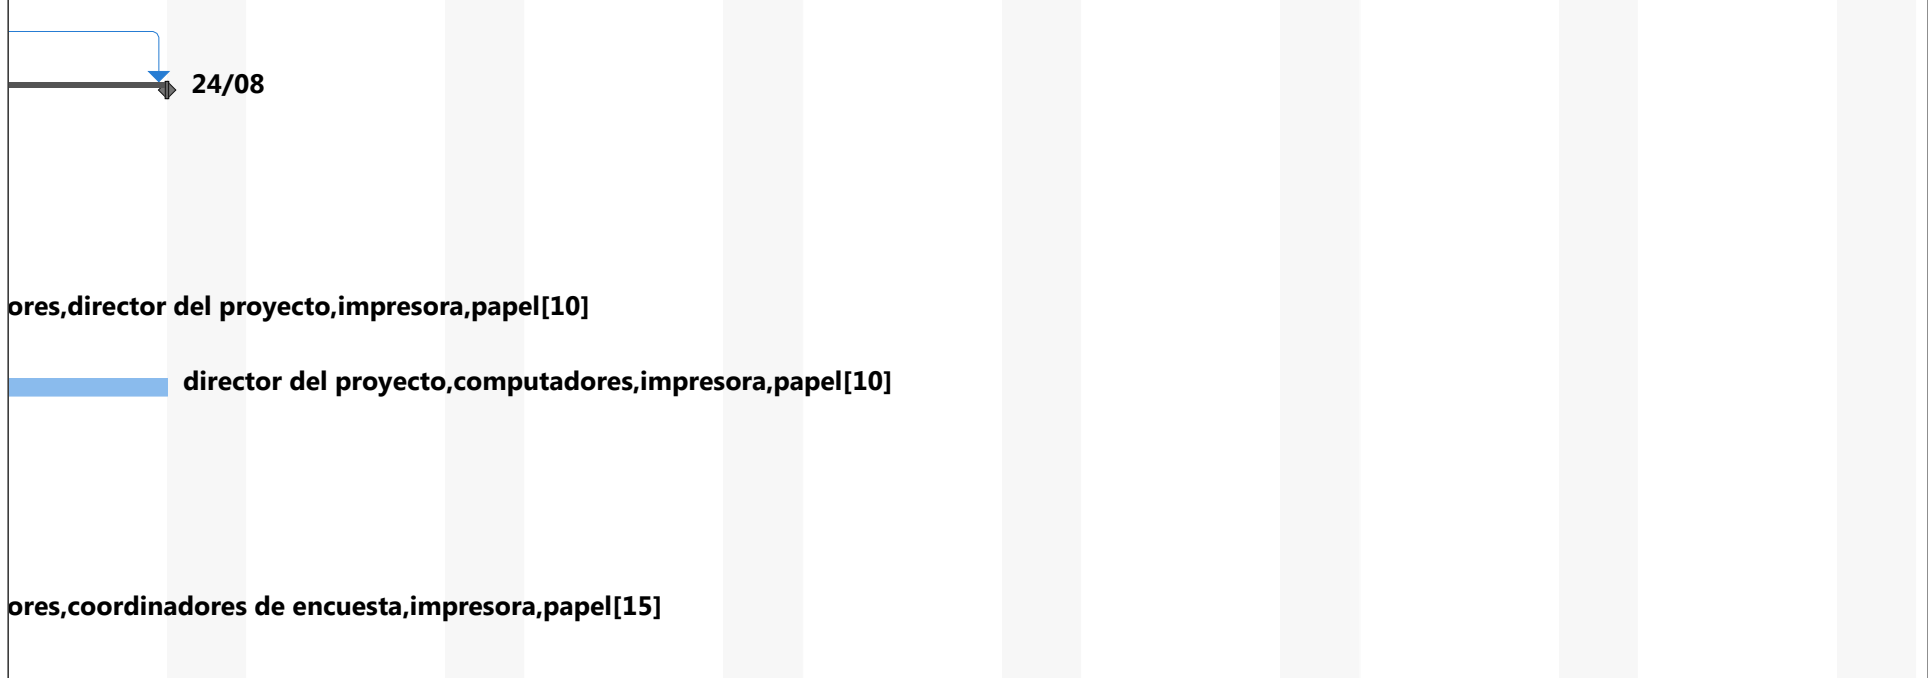 24/08
ores,director del proyecto,impresora,papel[10]
director del proyecto,computadores,impresora,papel[10]
ores,coordinadores de encuesta,impresora,papel[15]